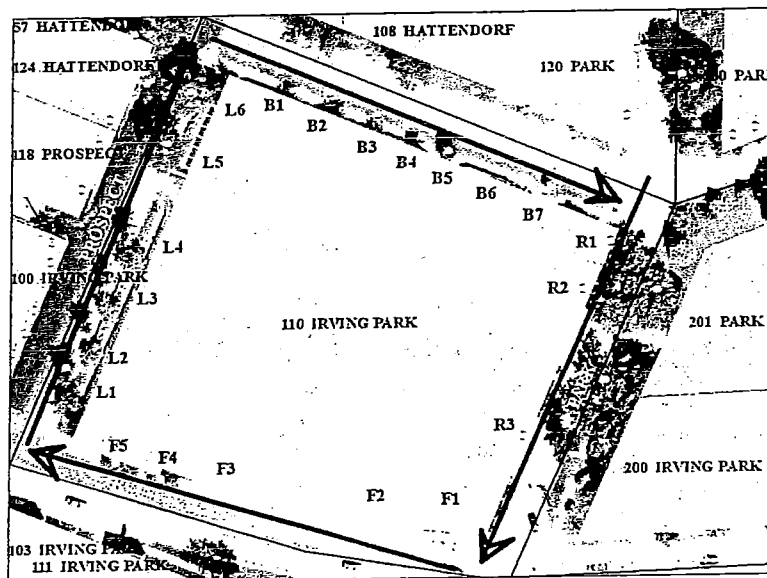 57 HATTENDORF
108 HATTENDORF
124 HATTENDORF
120 PARK
L6
B1
B2
B3
B4
B5
B6
B7
118 PROSPECT
L5
PROSPEC
R1
L4
R2
100 IRVING PARK
L3
110 IRVING PARK
201 PARK
L2
L1
R3
F5
F4
F3
F2
F1
200 IRVING PARK
103 IRVING PARK
111 IRVING PARK